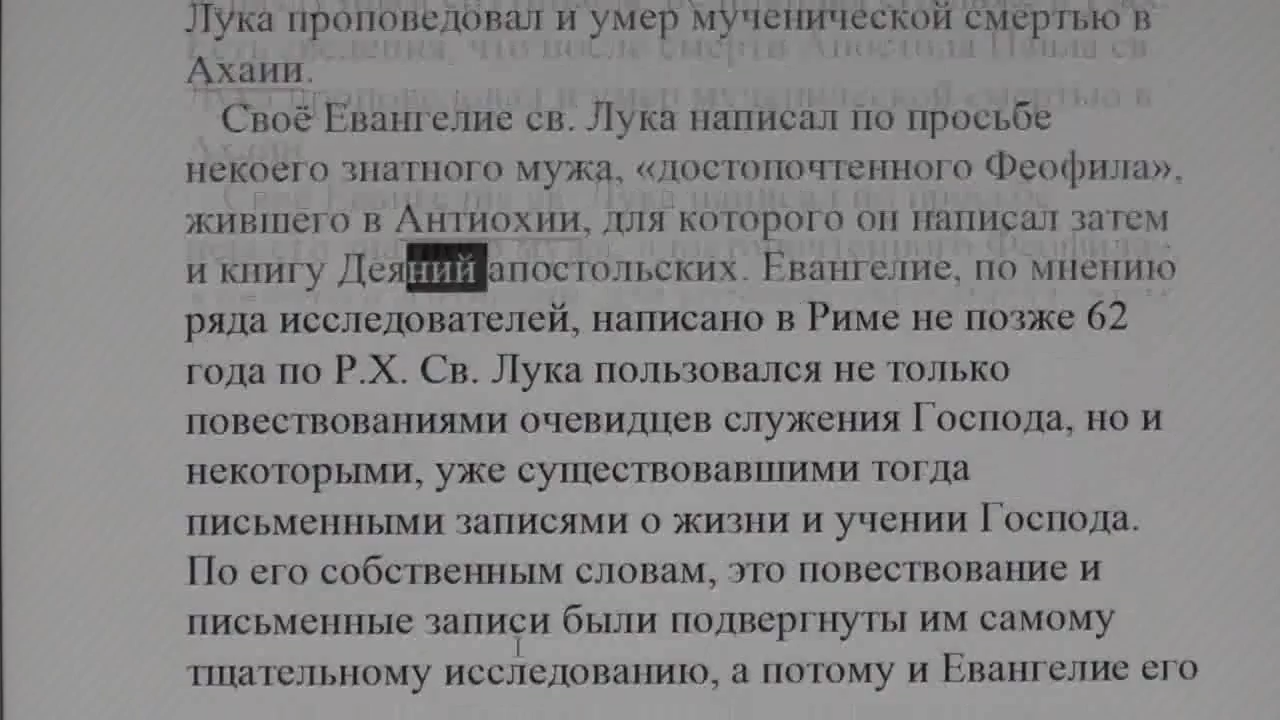 Лука проповедовал и умер мученической смертью в
Ахаии.
Своё Евангелие св. Лука написал по просьбе
некоего знатного мужа, «достопочтенного Феофила»,
жившего в Антиохии, для которого он написал затем
и книгу Деяний апостольских. Евангелие, по мнению
ряда исследователей, написано в Риме не позже 62
года по Р.Х. Св. Лука пользовался не только
повествованиями очевидцев служения Господа, но и
некоторыми, уже существовавшими тогда
письменными записями о жизни и учении Господа.
По его собственным словам, это повествование и
письменные записи были подвергнуты им самому
тщательному исследованию, а потому и Евангелие его